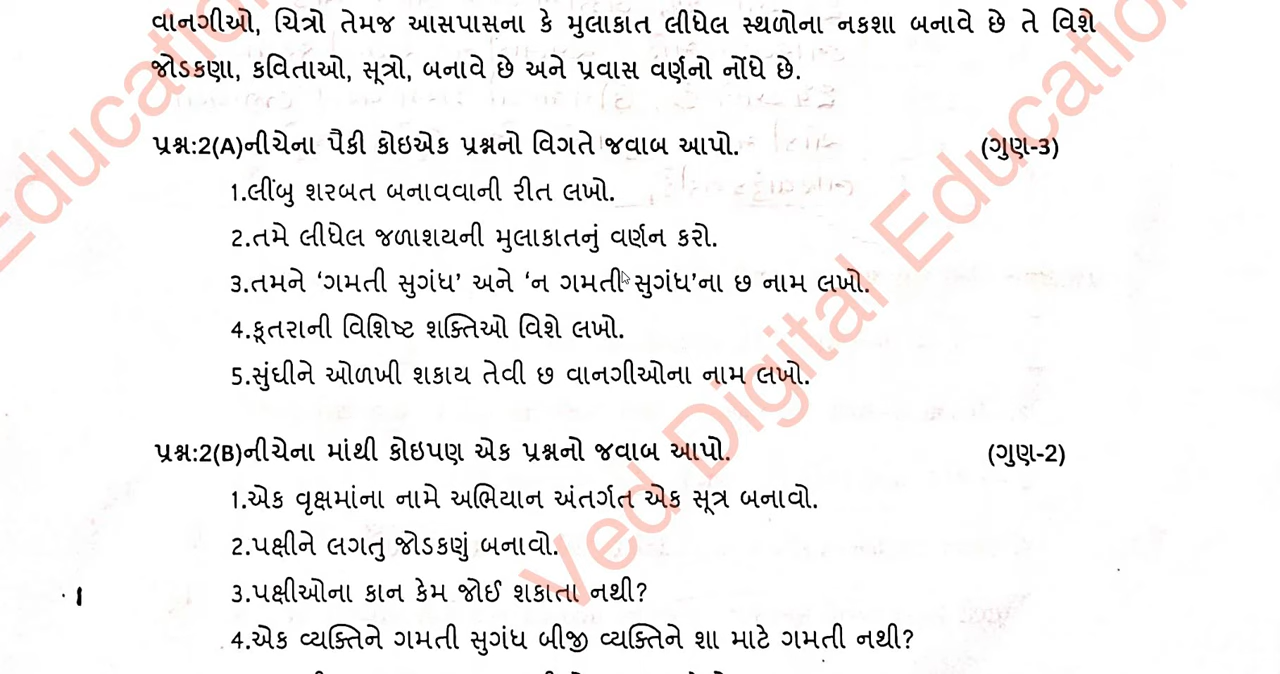 વાનગીઓ, ચિત્રો તેમજ આસપાસના કે મુલાકાત લીધેલ સ્થળોના નકશા બનાવે છે તે વિશે
જોડકણા, કવિતાઓ, સૂત્રો, બનાવે છે અને પ્રવાસ વર્ણનો નોંધે છે.
પ્રશ્ન:2(A)નીચેના પૈકી કોઇએક પ્રશ્નનો વિગતે જવાબ આપો. (ગુણ-3)
1.લીંબુ શરબત બનાવવાની રીત લખો.
2.તમે લીધેલ જળાશયની મુલાકાતનું વર્ણન કરો.
3.તમને ‘ગમતી સુગંધ’ અને ‘ન ગમતી સુગંધ’ના છ નામ લખો.
4.કૂતરાની વિશિષ્ટ શક્તિઓ વિશે લખો.
5.સુંઘીને ઓળખી શકાય તેવી છ વાનગીઓના નામ લખો.
પ્રશ્ન:2(B)નીચેના માંથી કોઇપણ એક પ્રશ્નનો જવાબ આપો. (ગુણ-2)
1.એક વૃક્ષમાંના નામે અભિયાન અંતર્ગત એક સૂત્ર બનાવો.
2.પક્ષીને લગતુ જોડકણું બનાવો.
3.પક્ષીઓના કાન કેમ જોઈ શકાતા નથી?
4.એક વ્યક્તિને ગમતી સુગંધ બીજી વ્યક્તિને શા માટે ગમતી નથી?
Ved Digital Education